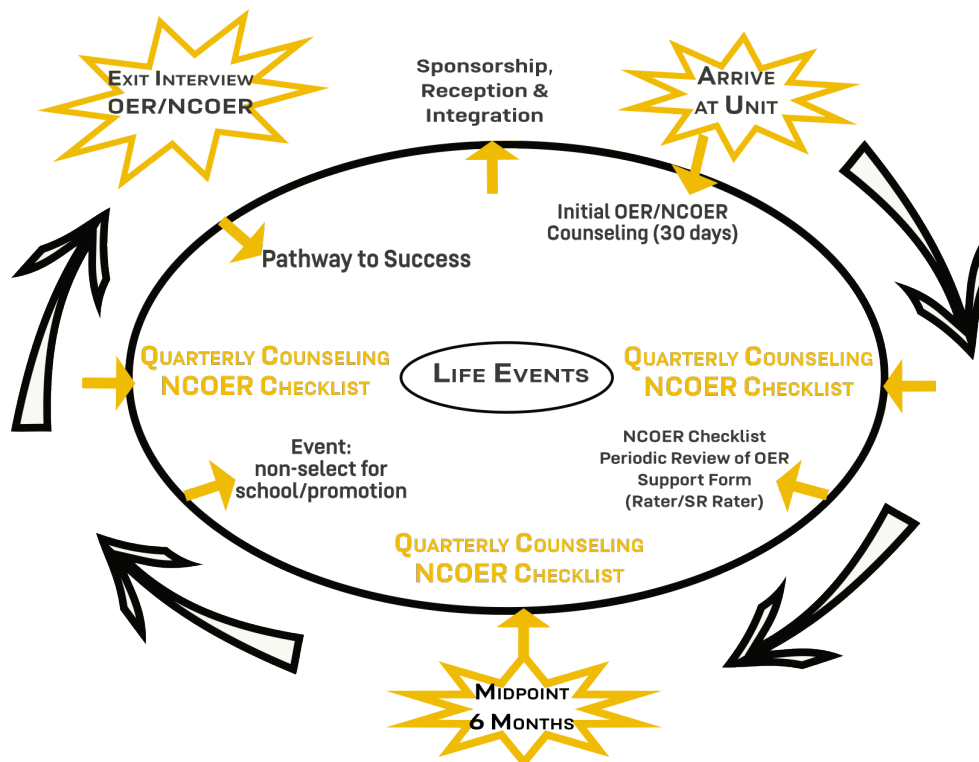 Exit Interview
OER/NCOER
Sponsorship,
Reception &
Integration
Arrive
at Unit
Initial OER/NCOER
Counseling (30 days)
Pathway to Success
Quarterly Counseling
NCOER Checklist
Life Events
Quarterly Counseling
NCOER Checklist
Event:
non-select for
school/promotion
NCOER Checklist
Periodic Review of OER
Support Form
(Rater/SR Rater)
Quarterly Counseling
NCOER Checklist
Midpoint
6 Months